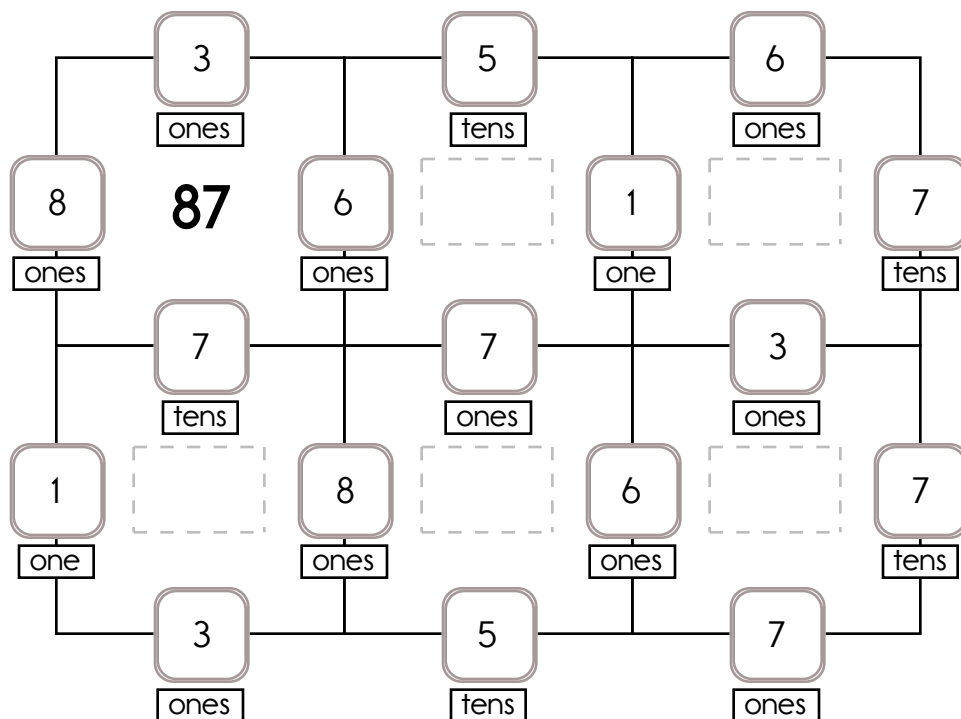 3 5 6
ones tens ones
8 87 6 1 7
ones ones one tens
7 7 3
tens ones ones
1 8 6 7
one ones ones tens
3 5 7
ones tens ones